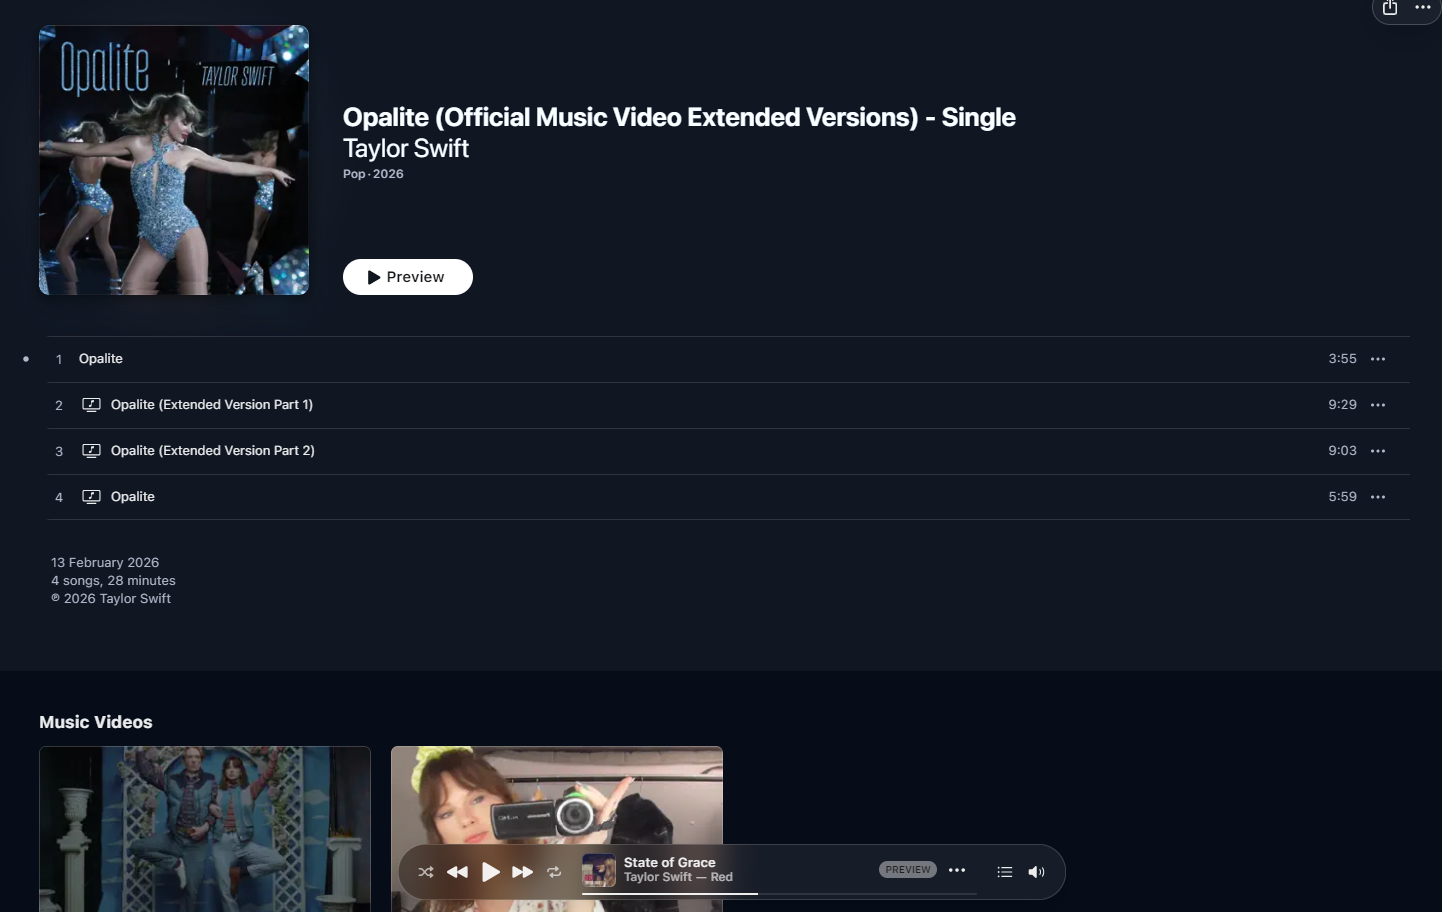 Opalite
TAYLOR SWIFT
Opalite (Official Music Video Extended Versions) - Single
Taylor Swift
Pop · 2026
Preview
1 Opalite 3:55
2 Opalite (Extended Version Part 1) 9:29
3 Opalite (Extended Version Part 2) 9:03
4 Opalite 5:59
13 February 2026
4 songs, 28 minutes
℗ 2026 Taylor Swift
Music Videos
State of Grace
Taylor Swift — Red
PREVIEW